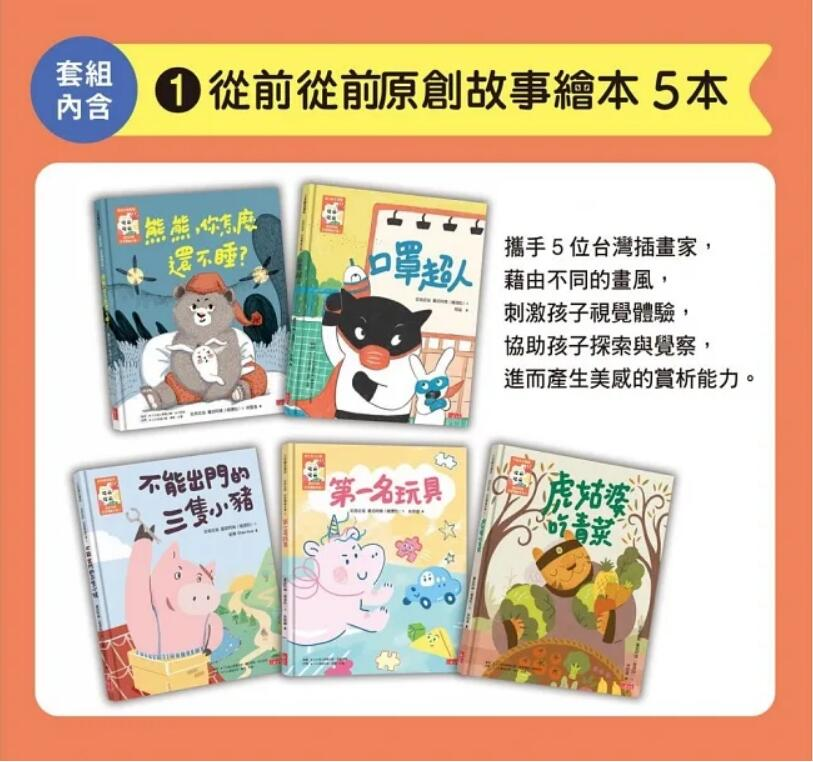 套組
內含
❶從前從前原創故事繪本5本
熊熊，你怎麼
還不睡？
口罩超人
攜手5位台灣插畫家，
藉由不同的畫風，
刺激孩子視覺體驗，
協助孩子探索與覺察，
進而產生美感的賞析能力。
不能出門的
三隻小豬
第一名玩具
虎姑婆
吃青菜